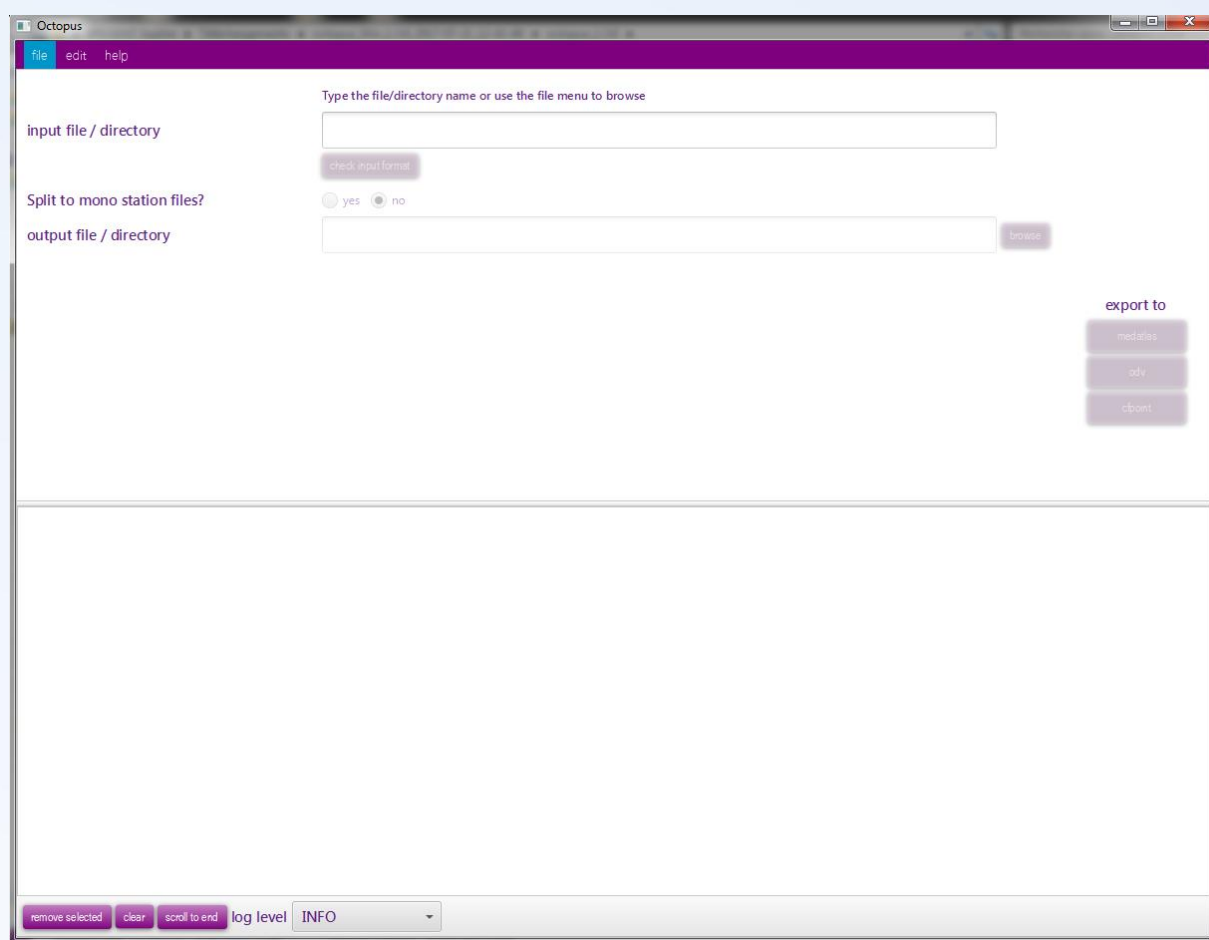 Octopus
file edit help
Type the file/directory name or use the file menu to browse
input file / directory
check input format
Split to mono station files? yes no
output file / directory browse
export to
medatlas
odv
cfpoint
remove selected clear scroll to end log level INFO